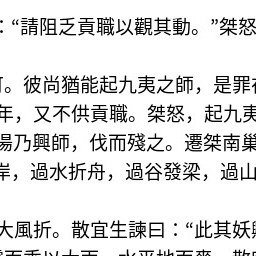 ：“請阻乏貢職以觀其動。”桀怒
可。彼尚猶能起九夷之師，是罪在
年，又不供貢職。桀怒，起九夷
湯乃興師，伐而殘之。遷桀南巢
岸，過水折舟，過谷發梁，過山
大風折。散宜生諫曰：“此其妖